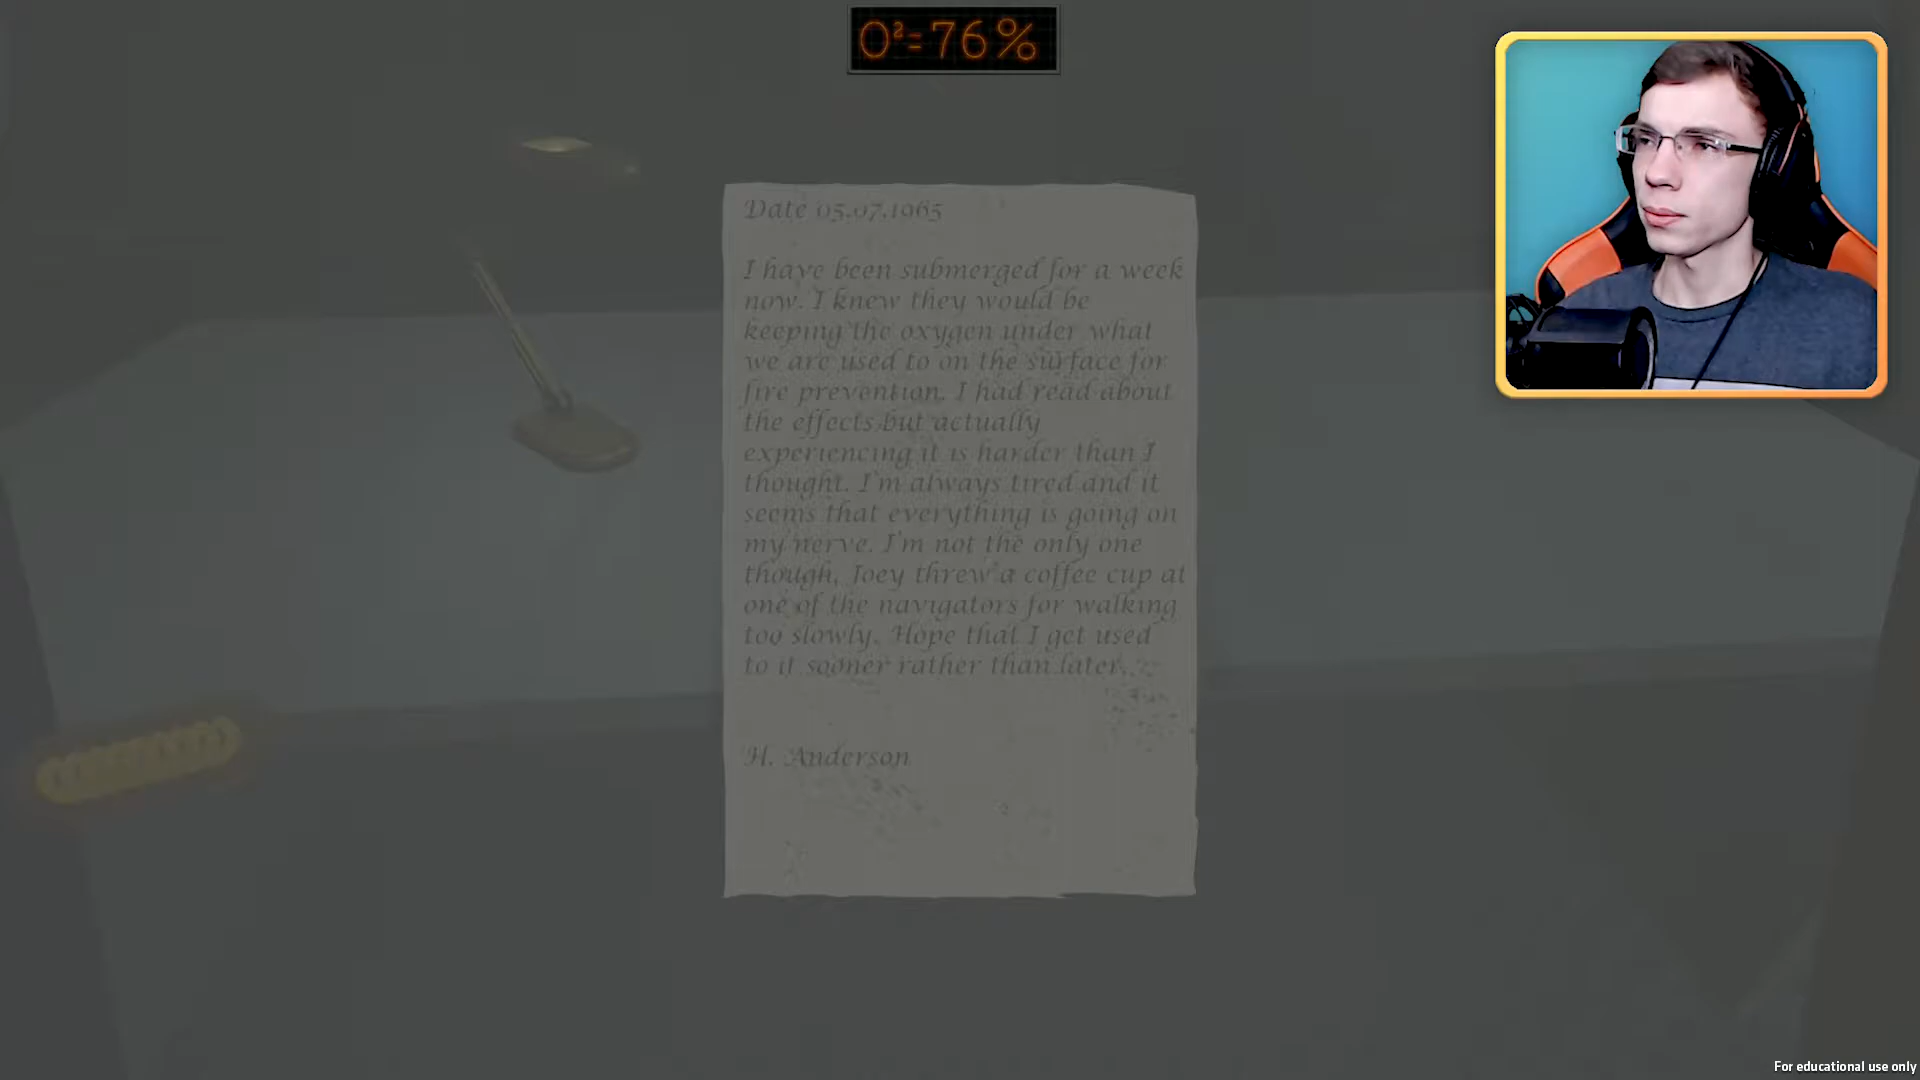 O²=76%
Date 05.07.1965
I have been submerged for a week
now. I knew they would be
keeping the oxygen under what
we are used to on the surface for
fire prevention. I had read about
the effects but actually
experiencing it is harder than I
thought. I'm always tired and it
seems that everything is going on
my nerve. I'm not the only one
though, Joey threw a coffee cup at
one of the navigators for walking
too slowly. Hope that I get used
to it sooner rather than later.
H. Anderson
For educational use only